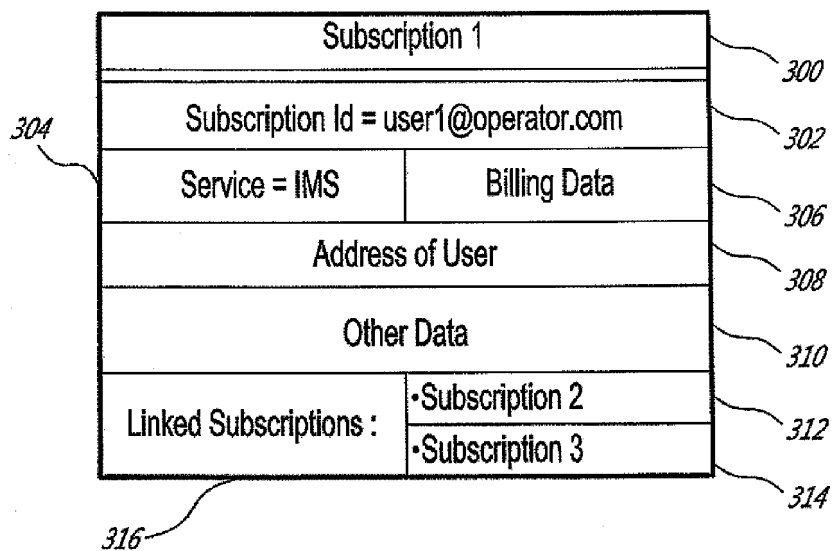 Subscription 1
300
Subscription Id = user1@operator.com
302
304
Service = IMS
Billing Data
306
Address of User
308
Other Data
310
Linked Subscriptions :
•Subscription 2
312
•Subscription 3
314
316